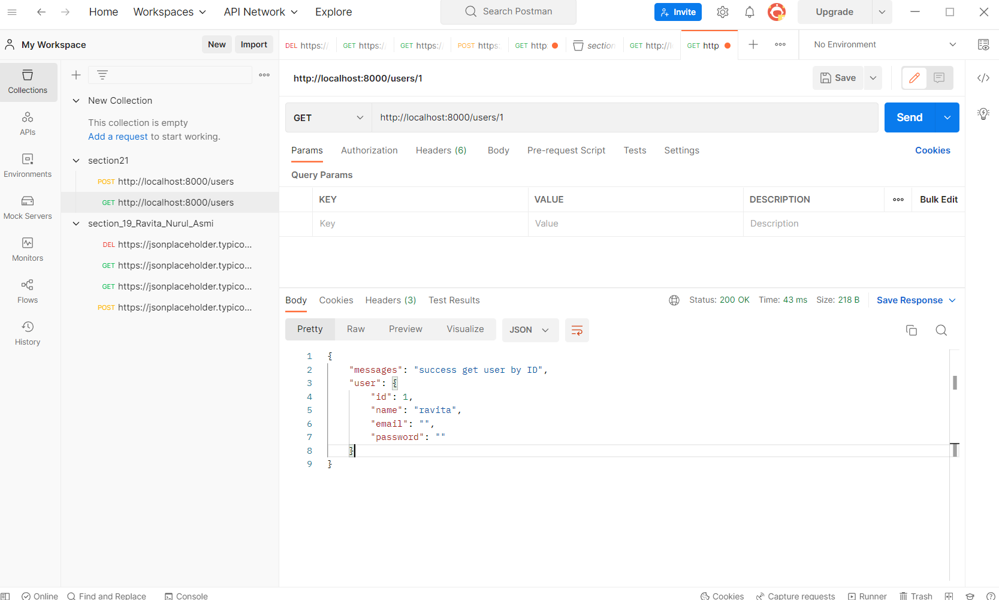 Home Workspaces API Network Explore Search Postman Invite Upgrade
My Workspace New Import
DEL https:/ GET https:/ GET https:/ POST https: GET http section GET http://l GET http No Environment
Collections
APIs
Environments
Mock Servers
Monitors
Flows
History
New Collection
This collection is empty
Add a request to start working.
section21
POST http://localhost:8000/users
GET http://localhost:8000/users
section_19_Ravita_Nurul_Asmi
DEL https://jsonplaceholder.typico...
GET https://jsonplaceholder.typico...
GET https://jsonplaceholder.typico...
POST https://jsonplaceholder.typico...
http://localhost:8000/users/1 Save
GET http://localhost:8000/users/1 Send
Params Authorization Headers (6) Body Pre-request Script Tests Settings Cookies
Query Params
KEY VALUE DESCRIPTION Bulk Edit
Key Value Description
Body Cookies Headers (3) Test Results Status: 200 OK Time: 43 ms Size: 218 B Save Response
Pretty Raw Preview Visualize JSON
1 {
2 "messages": "success get user by ID",
3 "user": {
4 "id": 1,
5 "name": "ravita",
6 "email": "",
7 "password": ""
8 }
9 }
Online Find and Replace Console Cookies Capture requests Runner Trash